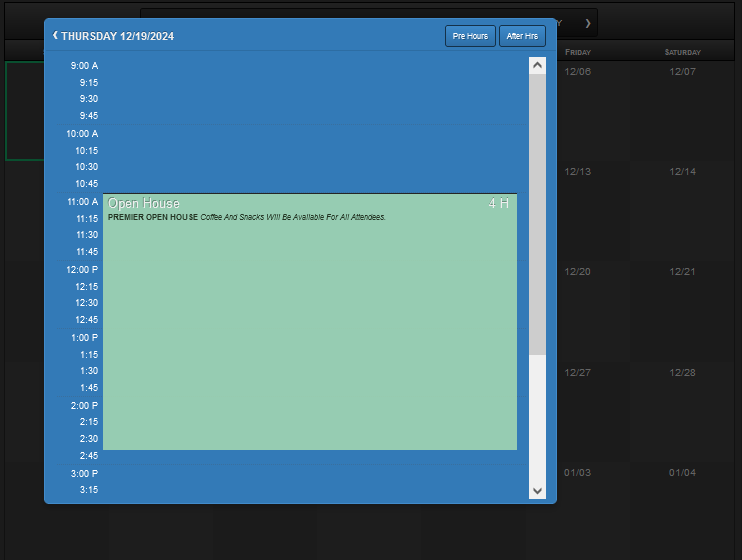 Y ❯
‹ THURSDAY 12/19/2024 Pre Hours After Hrs
Friday Saturday
9:00 A
12/06 12/07
9:15
9:30
9:45
10:00 A
10:15
10:30
12/13 12/14
10:45
11:00 A Open House 4 H
11:15 PREMIER OPEN HOUSE Coffee And Snacks Will Be Available For All Attendees.
11:30
11:45
12:00 P
12/20 12/21
12:15
12:30
12:45
1:00 P
1:15
1:30
12/27 12/28
1:45
2:00 P
2:15
2:30
2:45
3:00 P
01/03 01/04
3:15